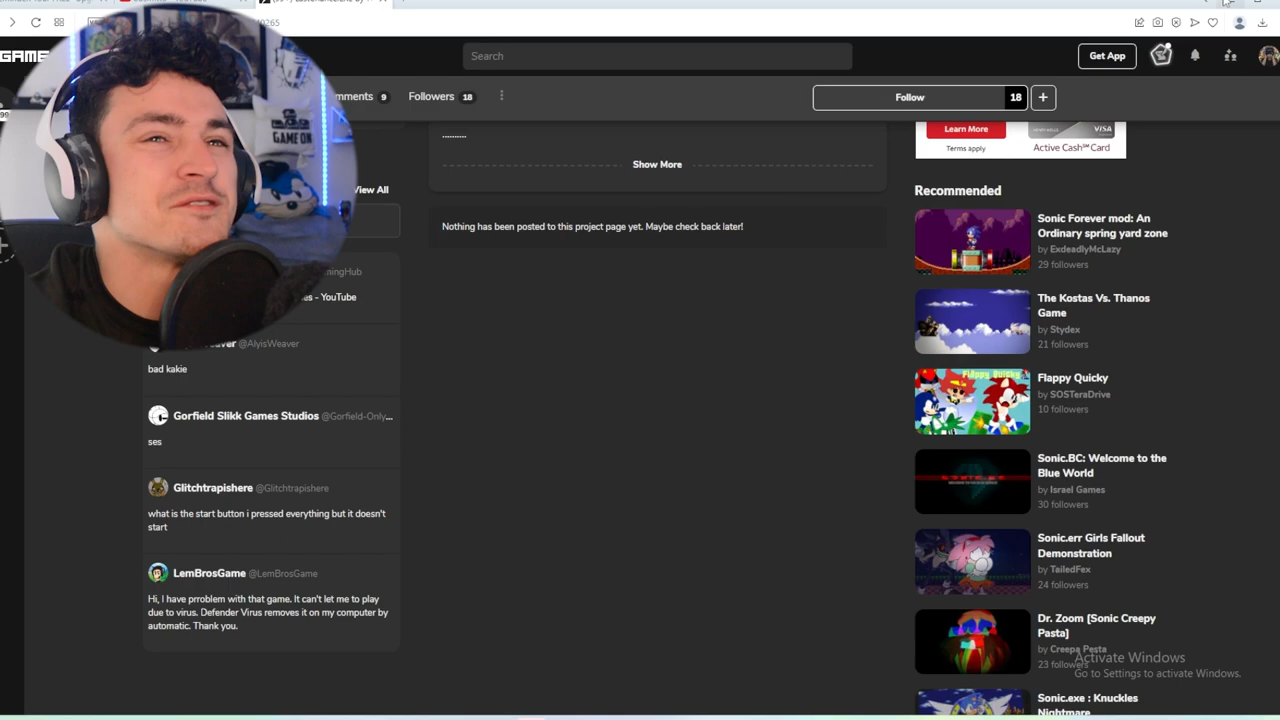 0265
GAME
Search
Get App
mments 9
Followers 18
Follow 18 +
GAME ON
..........
Show More
Learn More
Terms apply
VISA
Active Cash℠ Card
View All
Nothing has been posted to this project page yet. Maybe check back later!
mingHub
es - YouTube
eaver @AlyisWeaver
bad kakie
Gorfield Slikk Games Studios @Gorfield-Only...
ses
Glitchtrapishere @Glitchtrapishere
what is the start button i pressed everything but it doesn't
start
LemBrosGame @LemBrosGame
Hi, I have prroblem with that game. It can't let me to play
due to virus. Defender Virus removes it on my computer by
automatic. Thank you.
Recommended
Sonic Forever mod: An
Ordinary spring yard zone
by ExdeadlyMcLazy
29 followers
The Kostas Vs. Thanos
Game
by Stydex
21 followers
Flappy Quicky
Flappy Quicky
by SOSTeraDrive
10 followers
Sonic.BC: Welcome to the
Blue World
by Israel Games
30 followers
Sonic.err Girls Fallout
Demonstration
by TailedFex
24 followers
Dr. Zoom [Sonic Creepy
Pasta]
by Creepa Pesta
23 followers
Sonic.exe : Knuckles
Nightmare
Activate Windows
Go to Settings to activate Windows.